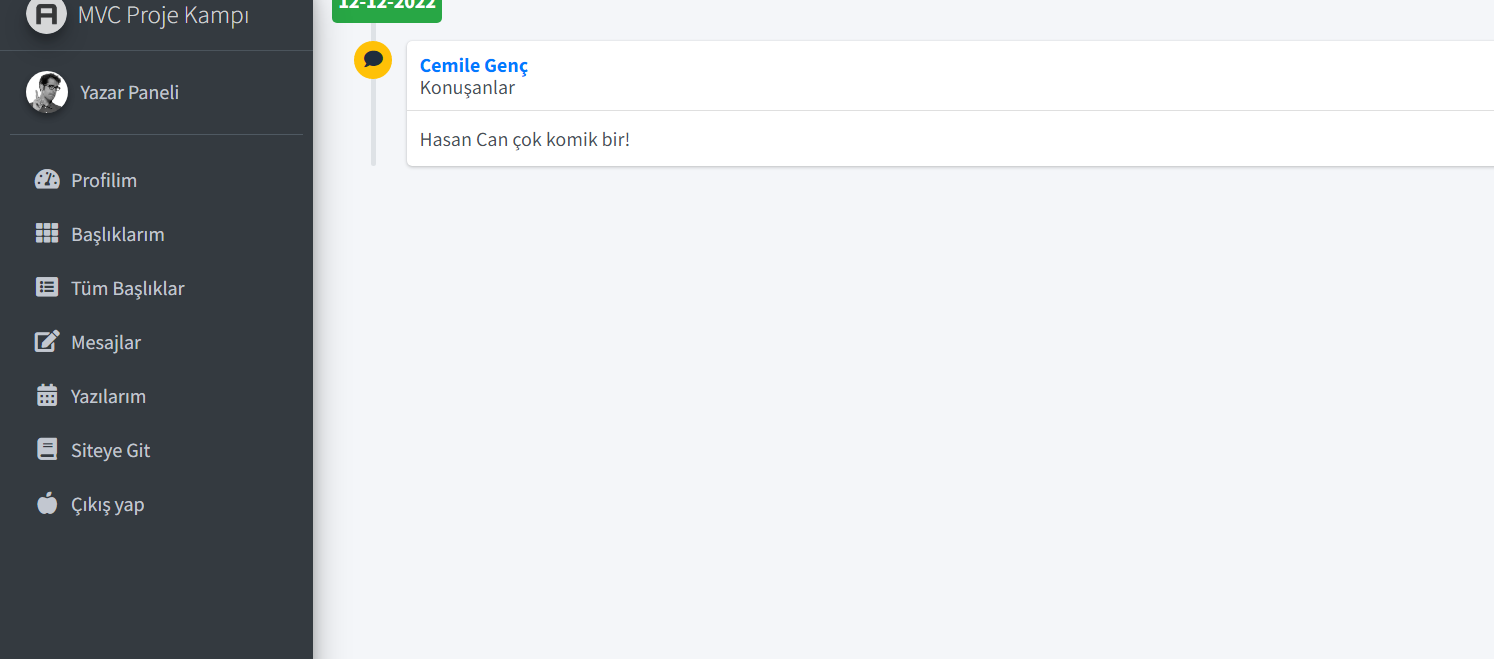 MVC Proje Kampı
Yazar Paneli
Profilim
Başlıklarım
Tüm Başlıklar
Mesajlar
Yazılarım
Siteye Git
Çıkış yap
12-12-2022
Cemile Genç
Konuşanlar
Hasan Can çok komik bir!